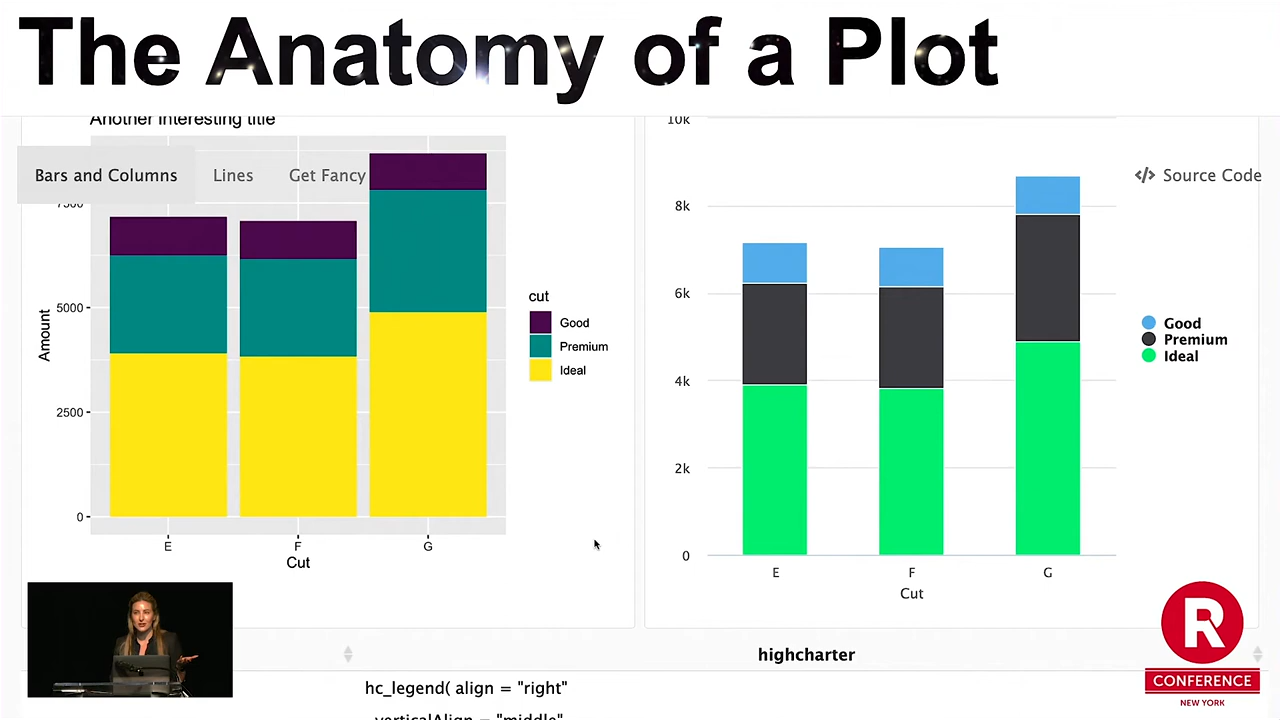 The Anatomy of a Plot
Another interesting title
Bars and Columns
Lines
Get Fancy
Source Code
7500
5000
2500
0
Amount
E
F
G
Cut
cut
Good
Premium
Ideal
10k
8k
6k
4k
2k
0
E
F
G
Cut
Good
Premium
Ideal
highcharter
hc_legend( align = "right"
verticalAlign = "middle"
R
CONFERENCE
NEW YORK